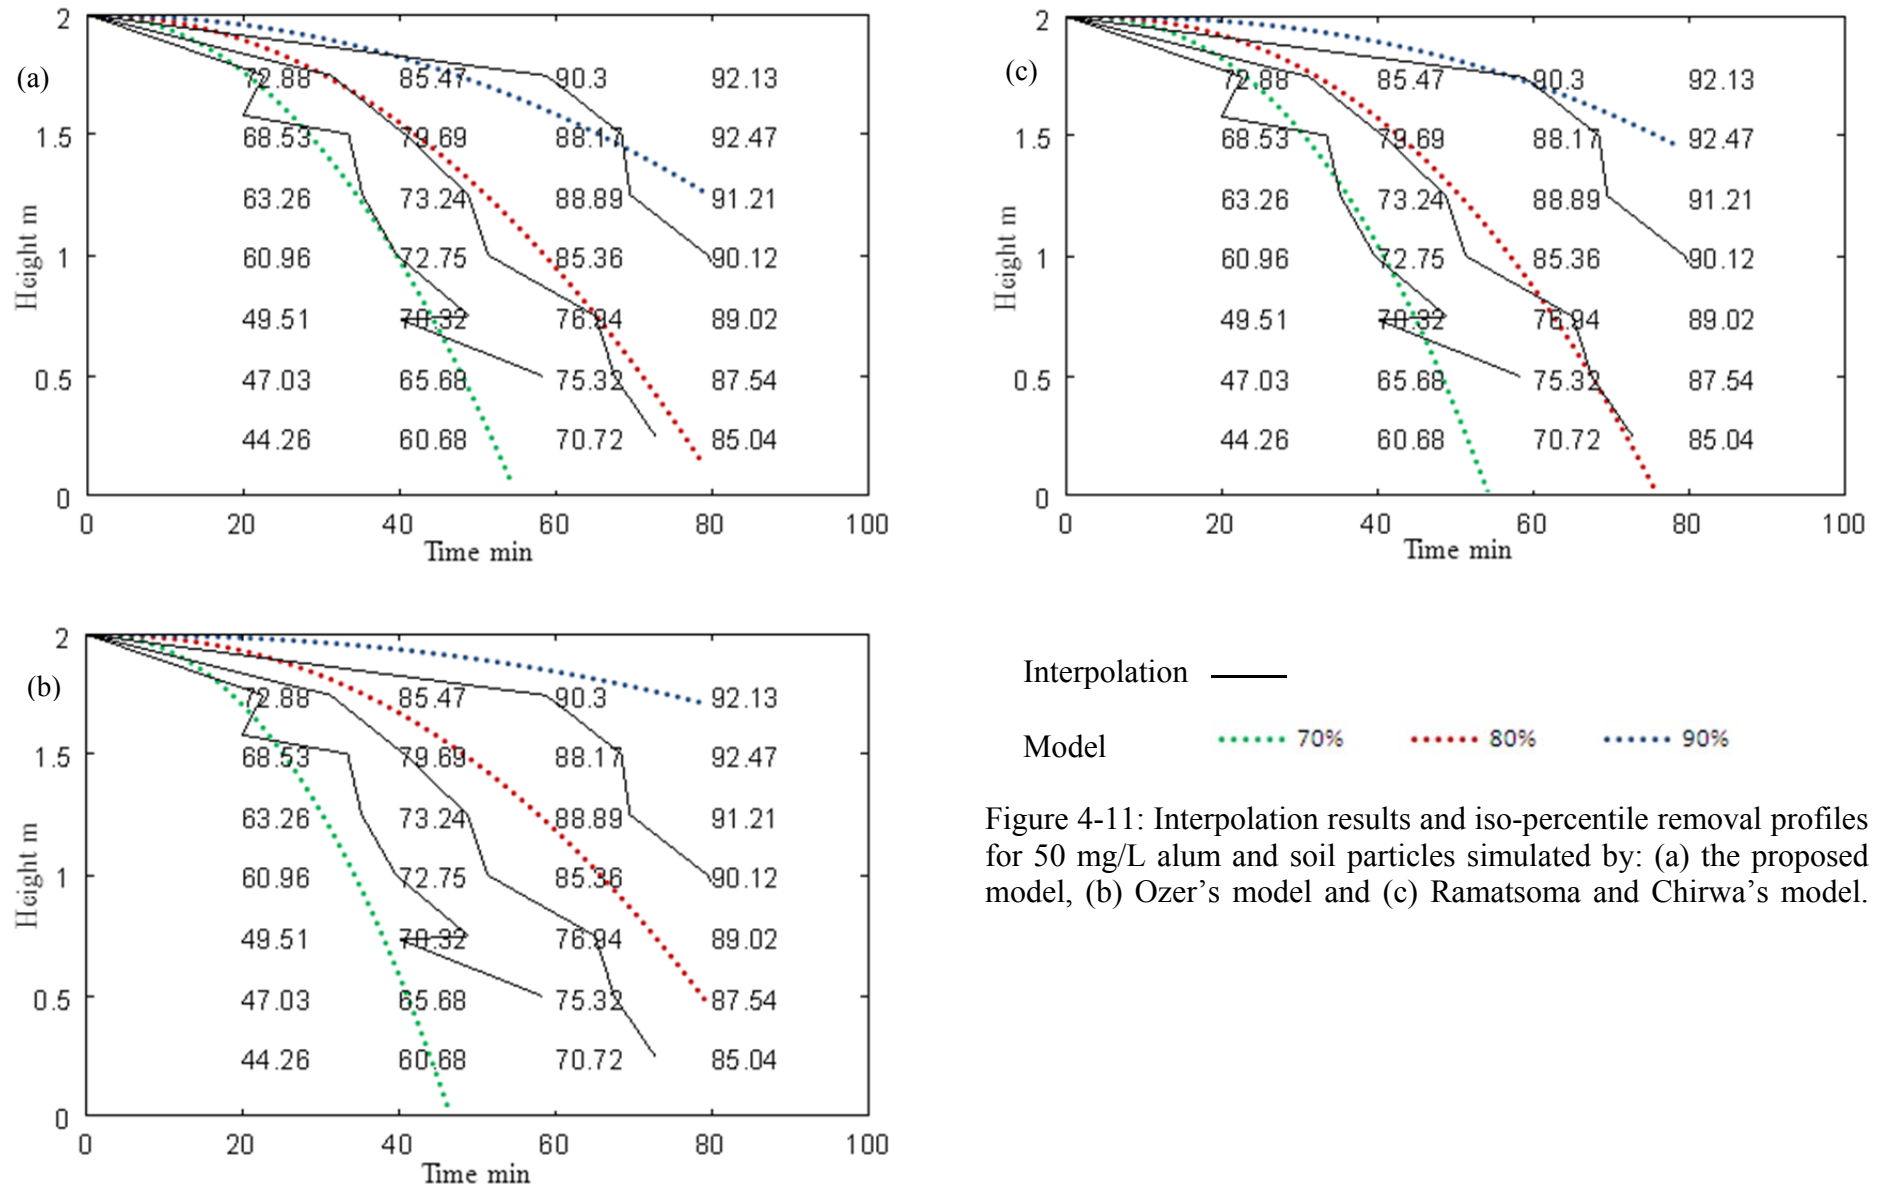 (a)
Height m
2
1.5
1
0.5
0
72.88 85.47 90.3 92.13
68.53 79.69 88.17 92.47
63.26 73.24 88.89 91.21
60.96 72.75 85.36 90.12
49.51 70.32 76.94 89.02
47.03 65.68 75.32 87.54
44.26 60.68 70.72 85.04
0 20 40 60 80 100
Time min
(c)
Height m
2
1.5
1
0.5
0
72.88 85.47 90.3 92.13
68.53 79.69 88.17 92.47
63.26 73.24 88.89 91.21
60.96 72.75 85.36 90.12
49.51 70.32 76.94 89.02
47.03 65.68 75.32 87.54
44.26 60.68 70.72 85.04
0 20 40 60 80 100
Time min
(b)
Height m
2
1.5
1
0.5
0
72.88 85.47 90.3 92.13
68.53 79.69 88.17 92.47
63.26 73.24 88.89 91.21
60.96 72.75 85.36 90.12
49.51 70.32 76.94 89.02
47.03 65.68 75.32 87.54
44.26 60.68 70.72 85.04
0 20 40 60 80 100
Time min
Interpolation
Model 70% 80% 90%
Figure 4-11: Interpolation results and iso-percentile removal profiles
for 50 mg/L alum and soil particles simulated by: (a) the proposed
model, (b) Ozer’s model and (c) Ramatsoma and Chirwa’s model.